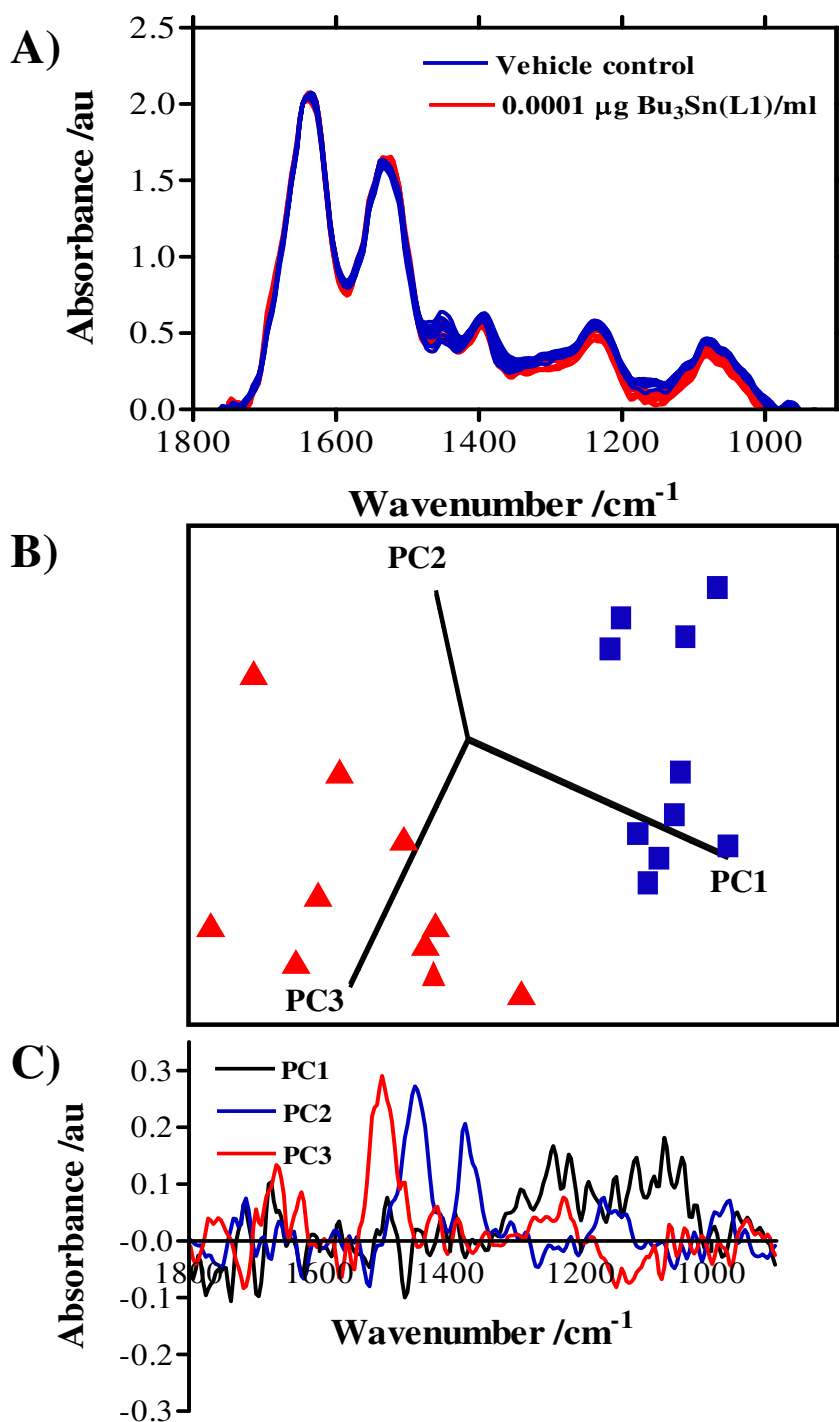 A)
Absorbance /au
2.5
2.0
1.5
1.0
0.5
0.0
Vehicle control
0.0001 μg Bu₃Sn(L1)/ml
1800 1600 1400 1200 1000
Wavenumber /cm⁻¹
B)
PC2
PC1
PC3
C)
Absorbance /au
0.3
0.2
0.1
-0.0
-0.1
-0.2
-0.3
PC1
PC2
PC3
1800 1600 1400 1200 1000
Wavenumber /cm⁻¹